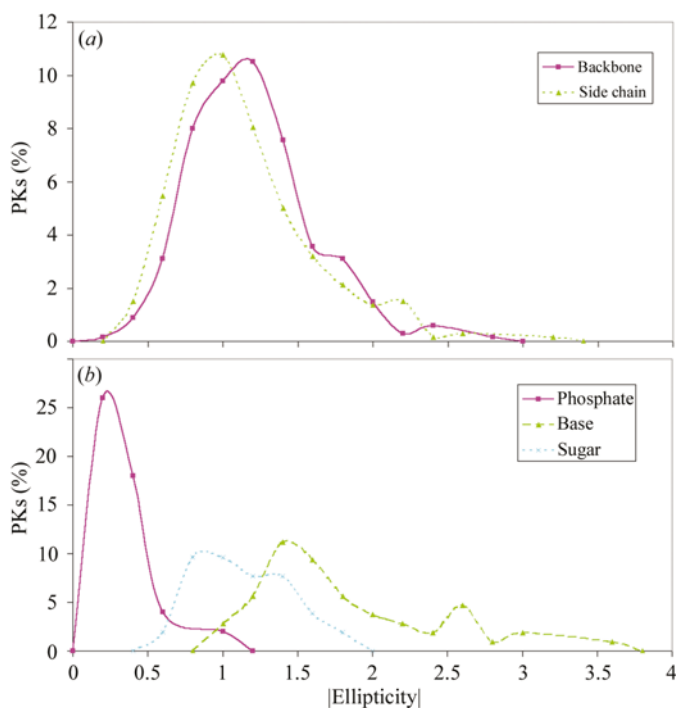 (a)
Backbone
Side chain
PKs (%)
12
10
8
6
4
2
0
(b)
Phosphate
Base
Sugar
PKs (%)
25
20
15
10
5
0
0 0.5 1 1.5 2 2.5 3 3.5 4
|Ellipticity|